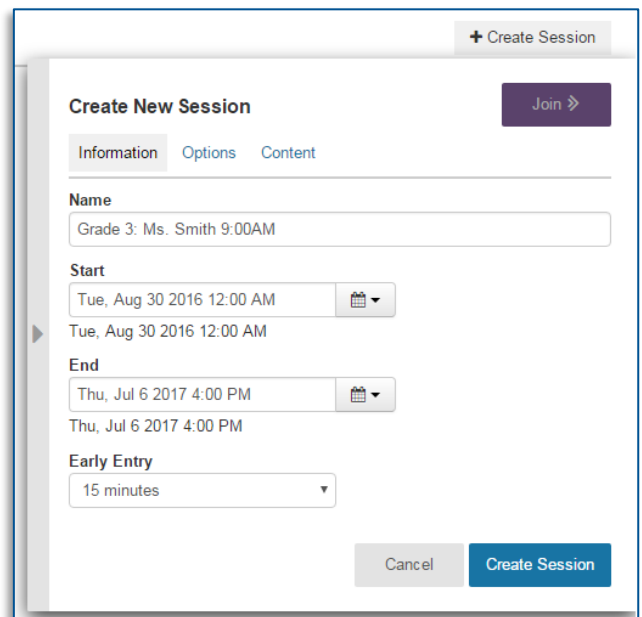 + Create Session
Create New Session
Join
Information Options Content
Name
Grade 3: Ms. Smith 9:00AM
Start
Tue, Aug 30 2016 12:00 AM
Tue, Aug 30 2016 12:00 AM
End
Thu, Jul 6 2017 4:00 PM
Thu, Jul 6 2017 4:00 PM
Early Entry
15 minutes
Cancel Create Session